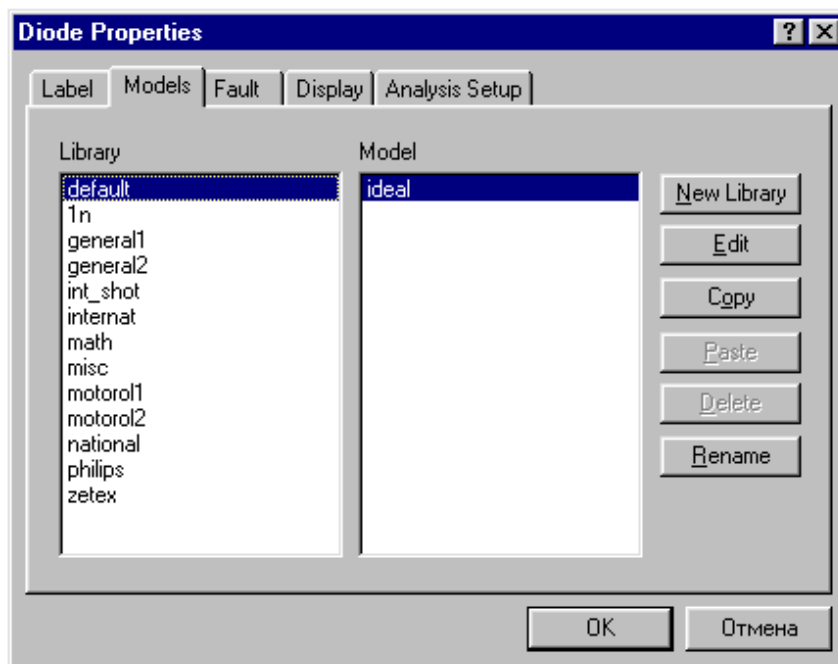 Diode Properties
Label Models Fault Display Analysis Setup
Library Model
default ideal
1n
general1
general2
int_shot
internat
math
misc
motorol1
motorol2
national
philips
zetex
New Library
Edit
Copy
Paste
Delete
Rename
OK Отмена